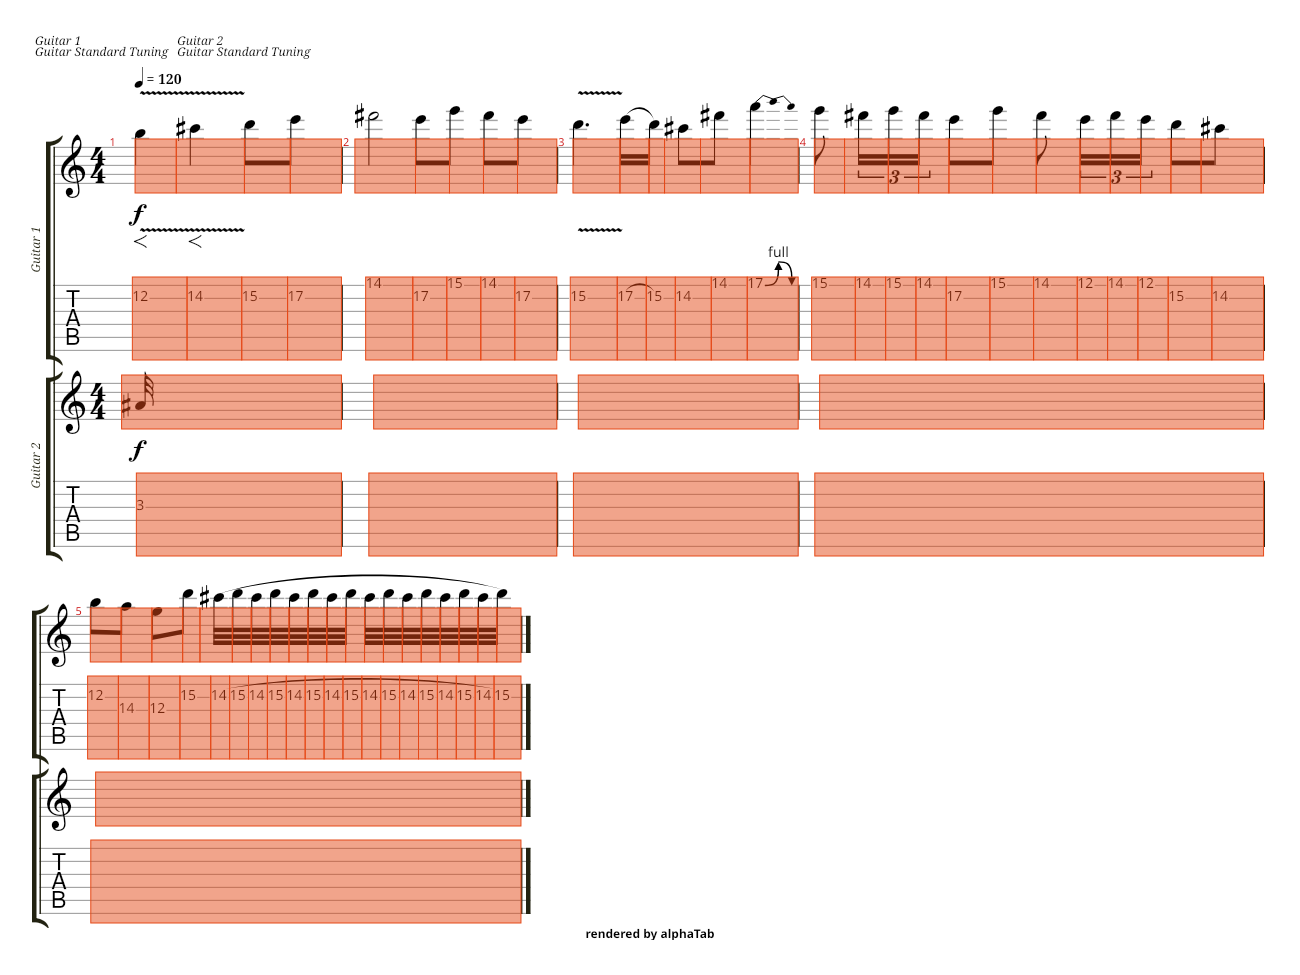 Guitar 1 Guitar 2
Guitar Standard Tuning Guitar Standard Tuning
= 120
1 2 3 4
4
4
3 3
f
Guitar 1
full
14 15 14 14 17 15 14 15 14 15 14 12 14 12
12 14 15 17 17 17 15 17 15 14 17 15 14
T
A
B
4
4
f
Guitar 2
T
3
A
B
5
12 15 14 15 14 15 14 15 14 15 14 15 14 15 14 15 14 15
14 12
T
A
B
T
A
B
rendered by alphaTab